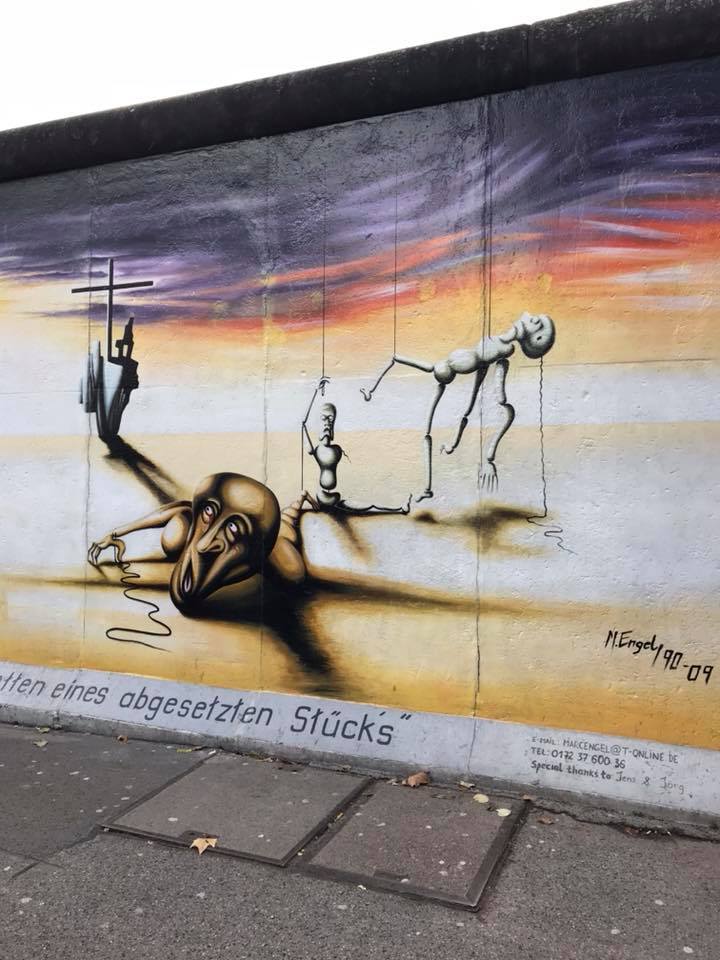 M.Engel/90-09
tten eines abgesetzten Stück's"
E-MAIL: MARCENGEL@T-ONLINE.DE
TEL: 0172 37 600 36
Special thanks to Jens & Jörg